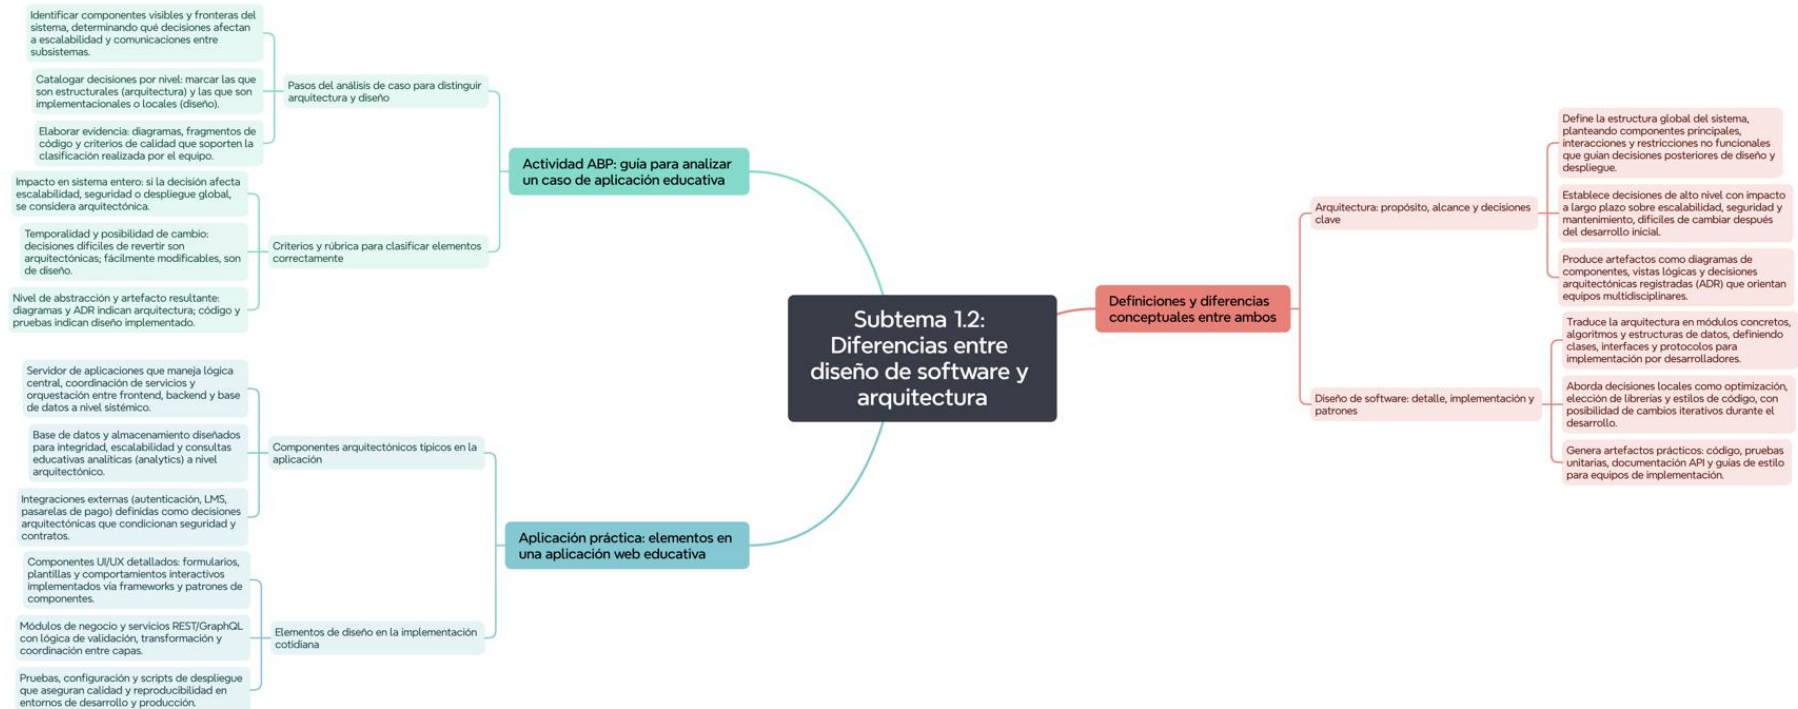 Identificar componentes visibles y fronteras del
sistema, determinando qué decisiones afectan
a escalabilidad y comunicaciones entre
subsistemas.
Catalogar decisiones por nivel: marcar las que
son estructurales (arquitectura) y las que son
implementacionales o locales (diseño).
Elaborar evidencia: diagramas, fragmentos de
código y criterios de calidad que soporten la
clasificación realizada por el equipo.
Pasos del análisis de caso para distinguir
arquitectura y diseño
Impacto en sistema entero: si la decisión afecta
escalabilidad, seguridad o despliegue global,
se considera arquitectónica.
Temporalidad y posibilidad de cambio:
decisiones difíciles de revertir son
arquitectónicas; fácilmente modificables, son
de diseño.
Nivel de abstracción y artefacto resultante:
diagramas y ADR indican arquitectura; código y
pruebas indican diseño implementado.
Criterios y rúbrica para clasificar elementos
correctamente
Actividad ABP: guía para analizar
un caso de aplicación educativa
Servidor de aplicaciones que maneja lógica
central, coordinación de servicios y
orquestación entre frontend, backend y base
de datos a nivel sistémico.
Base de datos y almacenamiento diseñados
para integridad, escalabilidad y consultas
educativas analíticas (analytics) a nivel
arquitectónico.
Integraciones externas (autenticación, LMS,
pasarelas de pago) definidas como decisiones
arquitectónicas que condicionan seguridad y
contratos.
Componentes arquitectónicos típicos en la
aplicación
Componentes UI/UX detallados: formularios,
plantillas y comportamientos interactivos
implementados vía frameworks y patrones de
componentes.
Módulos de negocio y servicios REST/GraphQL
con lógica de validación, transformación y
coordinación entre capas.
Pruebas, configuración y scripts de despliegue
que aseguran calidad y reproducibilidad en
entornos de desarrollo y producción.
Elementos de diseño en la implementación
cotidiana
Aplicación práctica: elementos en
una aplicación web educativa
Subtema 1.2:
Diferencias entre
diseño de software y
arquitectura
Definiciones y diferencias
conceptuales entre ambos
Arquitectura: propósito, alcance y decisiones
clave
Define la estructura global del sistema,
planteando componentes principales,
interacciones y restricciones no funcionales
que guían decisiones posteriores de diseño y
despliegue.
Establece decisiones de alto nivel con impacto
a largo plazo sobre escalabilidad, seguridad y
mantenimiento, difíciles de cambiar después
del desarrollo inicial.
Produce artefactos como diagramas de
componentes, vistas lógicas y decisiones
arquitectónicas registradas (ADR) que orientan
equipos multidisciplinares.
Diseño de software: detalle, implementación y
patrones
Traduce la arquitectura en módulos concretos,
algoritmos y estructuras de datos, definiendo
clases, interfaces y protocolos para
implementación por desarrolladores.
Aborda decisiones locales como optimización,
elección de librerías y estilos de código, con
posibilidad de cambios iterativos durante el
desarrollo.
Genera artefactos prácticos: código, pruebas
unitarias, documentación API y guías de estilo
para equipos de implementación.